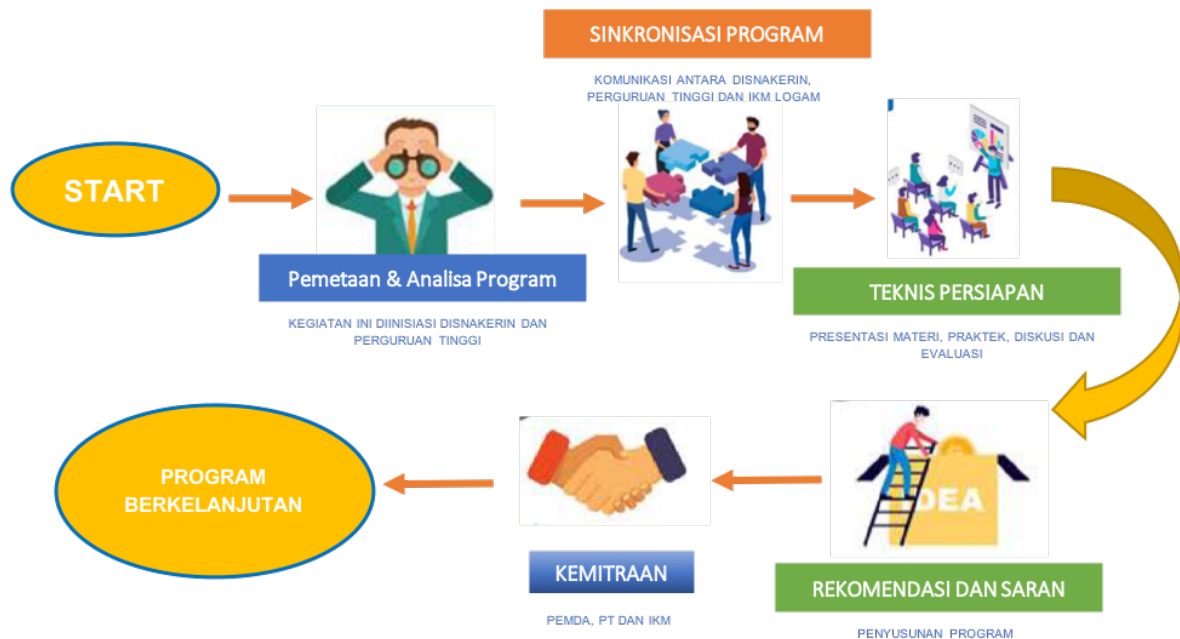 SINKRONISASI PROGRAM
KOMUNIKASI ANTARA DISNAKERIN,
PERGURUAN TINGGI DAN IKM LOGAM
START
Pemetaan & Analisa Program
KEGIATAN INI DIINISIASI DISNAKERIN DAN
PERGURUAN TINGGI
TEKNIS PERSIAPAN
PRESENTASI MATERI, PRAKTEK, DISKUSI DAN
EVALUASI
PROGRAM
BERKELANJUTAN
KEMITRAAN
PEMDA, PT DAN IKM
IDEA
REKOMENDASI DAN SARAN
PENYUSUNAN PROGRAM